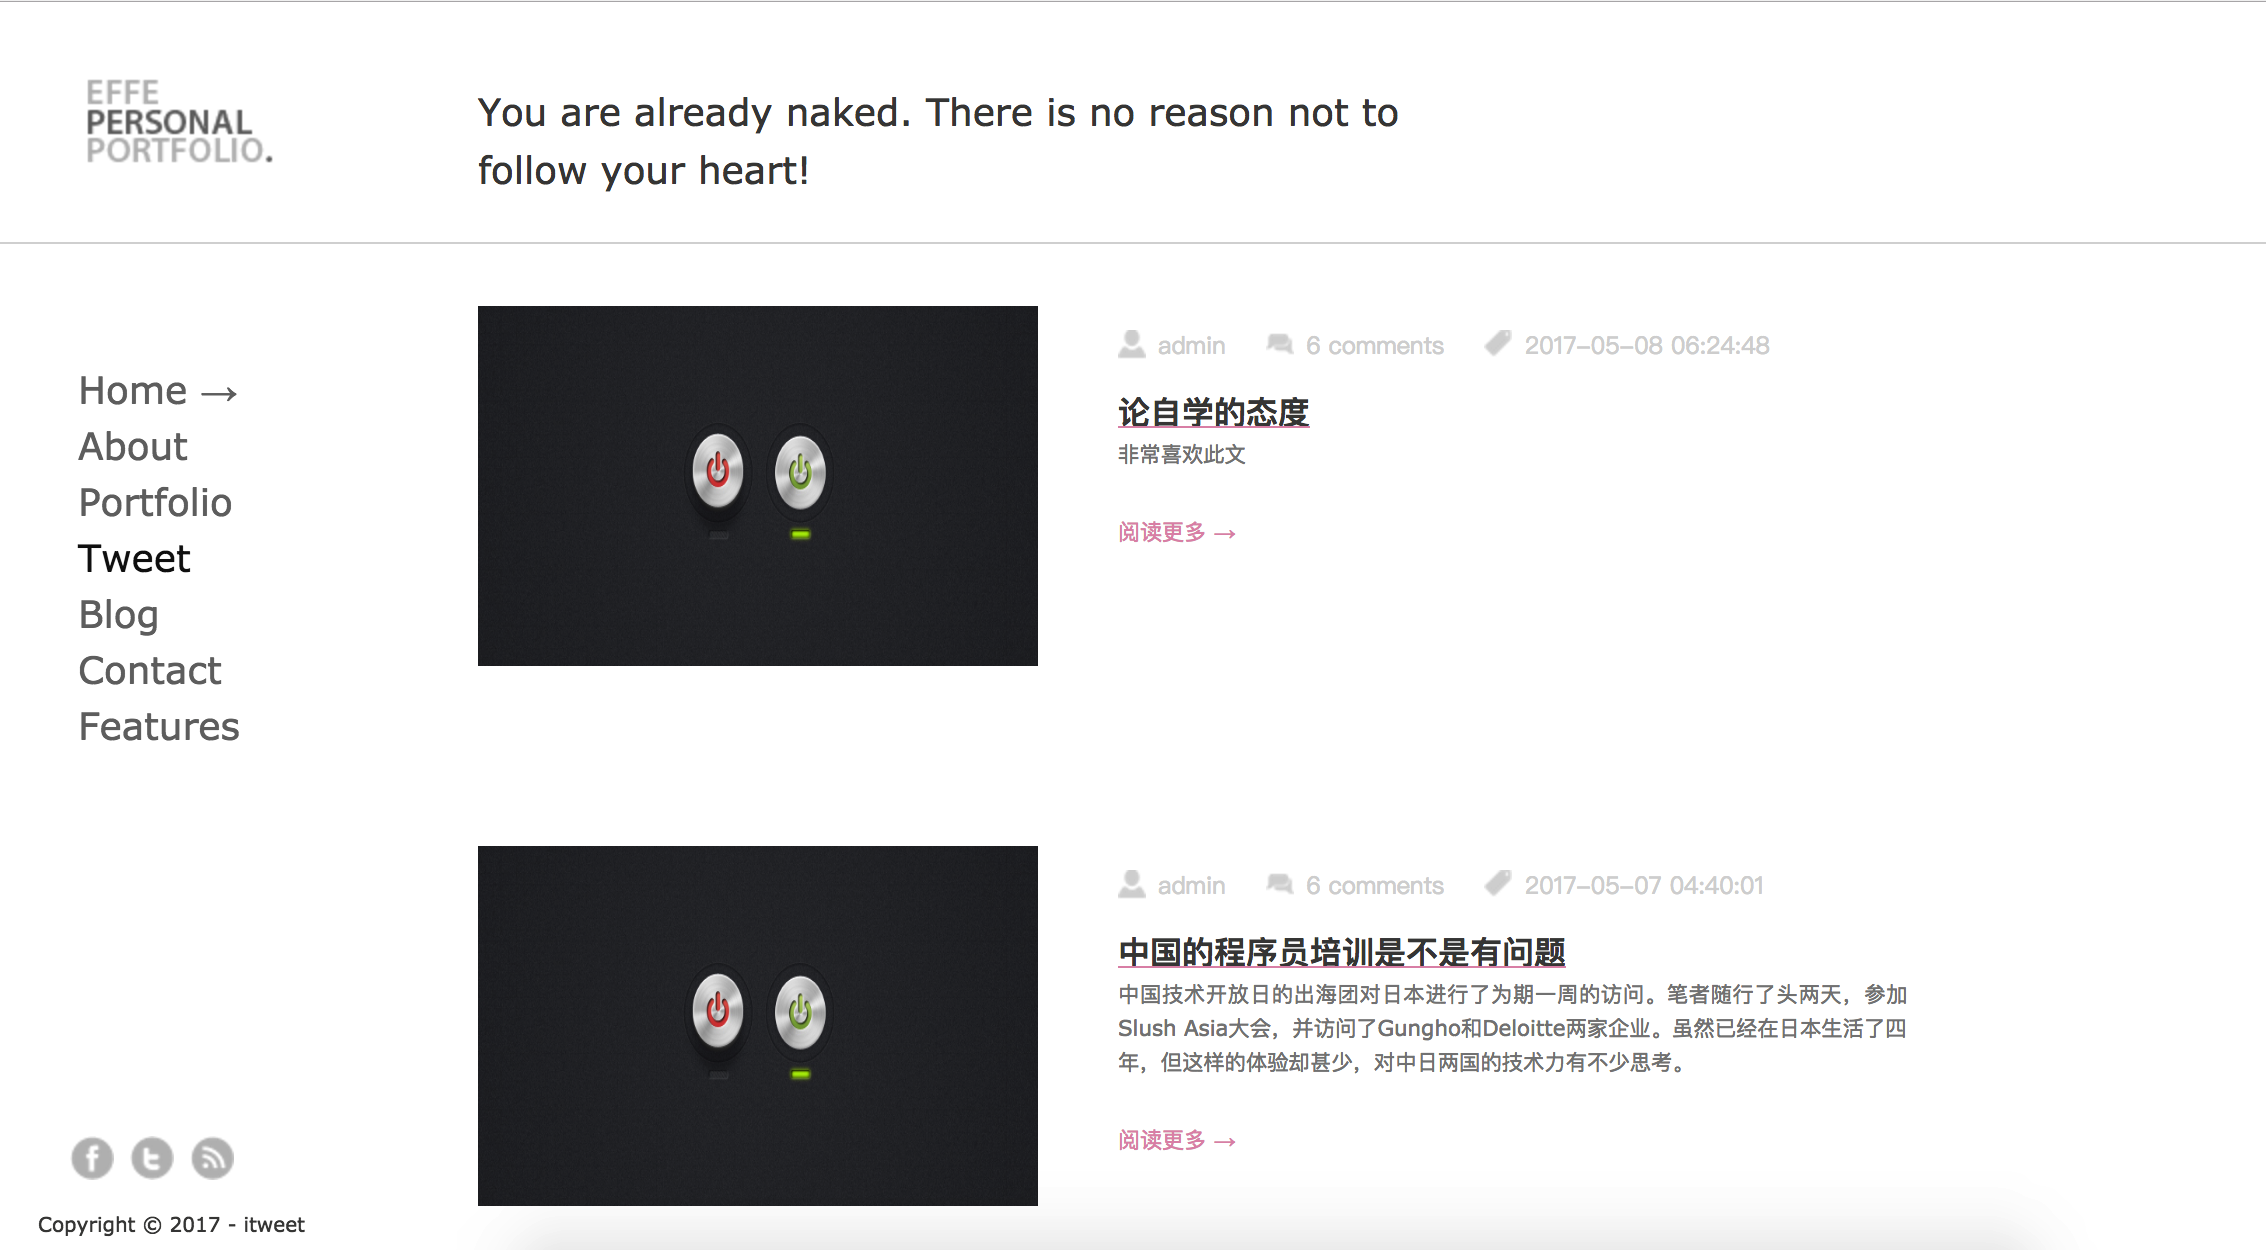 EFFE
PERSONAL
PORTFOLIO.
You are already naked. There is no reason not to
follow your heart!
Home →
About
Portfolio
Tweet
Blog
Contact
Features
admin 6 comments 2017-05-08 06:24:48
论自学的态度
非常喜欢此文
阅读更多 →
admin 6 comments 2017-05-07 04:40:01
中国的程序员培训是不是有问题
中国技术开放日的出海团对日本进行了为期一周的访问。笔者随行了头两天，参加
Slush Asia大会，并访问了Gungho和Deloitte两家企业。虽然已经在日本生活了四
年，但这样的体验却甚少，对中日两国的技术力有不少思考。
阅读更多 →
Copyright © 2017 - itweet